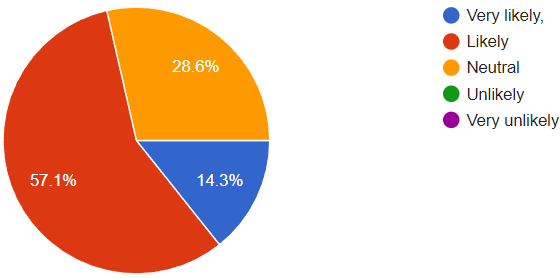 28.6%
57.1%
14.3%
Very likely,
Likely
Neutral
Unlikely
Very unlikely